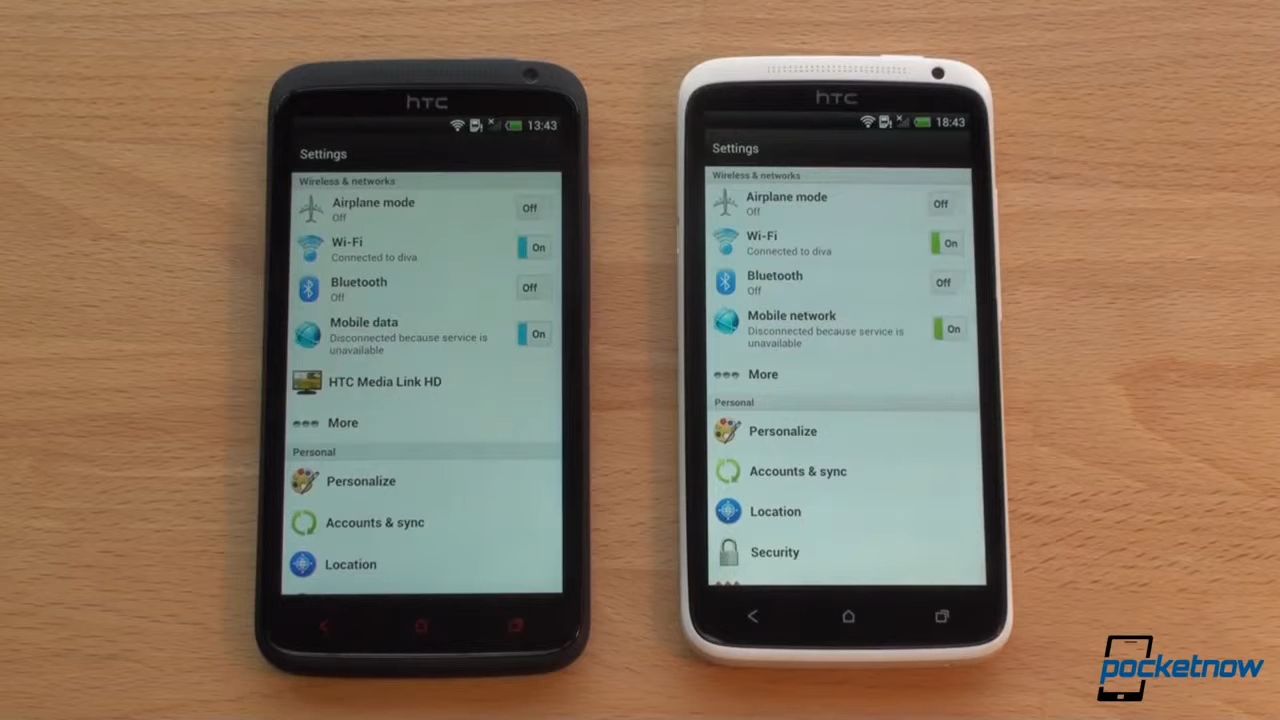 hTC
13:43
Settings
Wireless & networks
Airplane mode
Off
Off
Wi-Fi
Connected to diva
On
Bluetooth
Off
Off
Mobile data
Disconnected because service is
unavailable
On
HTC Media Link HD
More
Personal
Personalize
Accounts & sync
Location
hTC
18:43
Settings
Wireless & networks
Airplane mode
Off
Off
Wi-Fi
Connected to diva
On
Bluetooth
Off
Off
Mobile network
Disconnected because service is
unavailable
On
More
Personal
Personalize
Accounts & sync
Location
Security
pocketnow